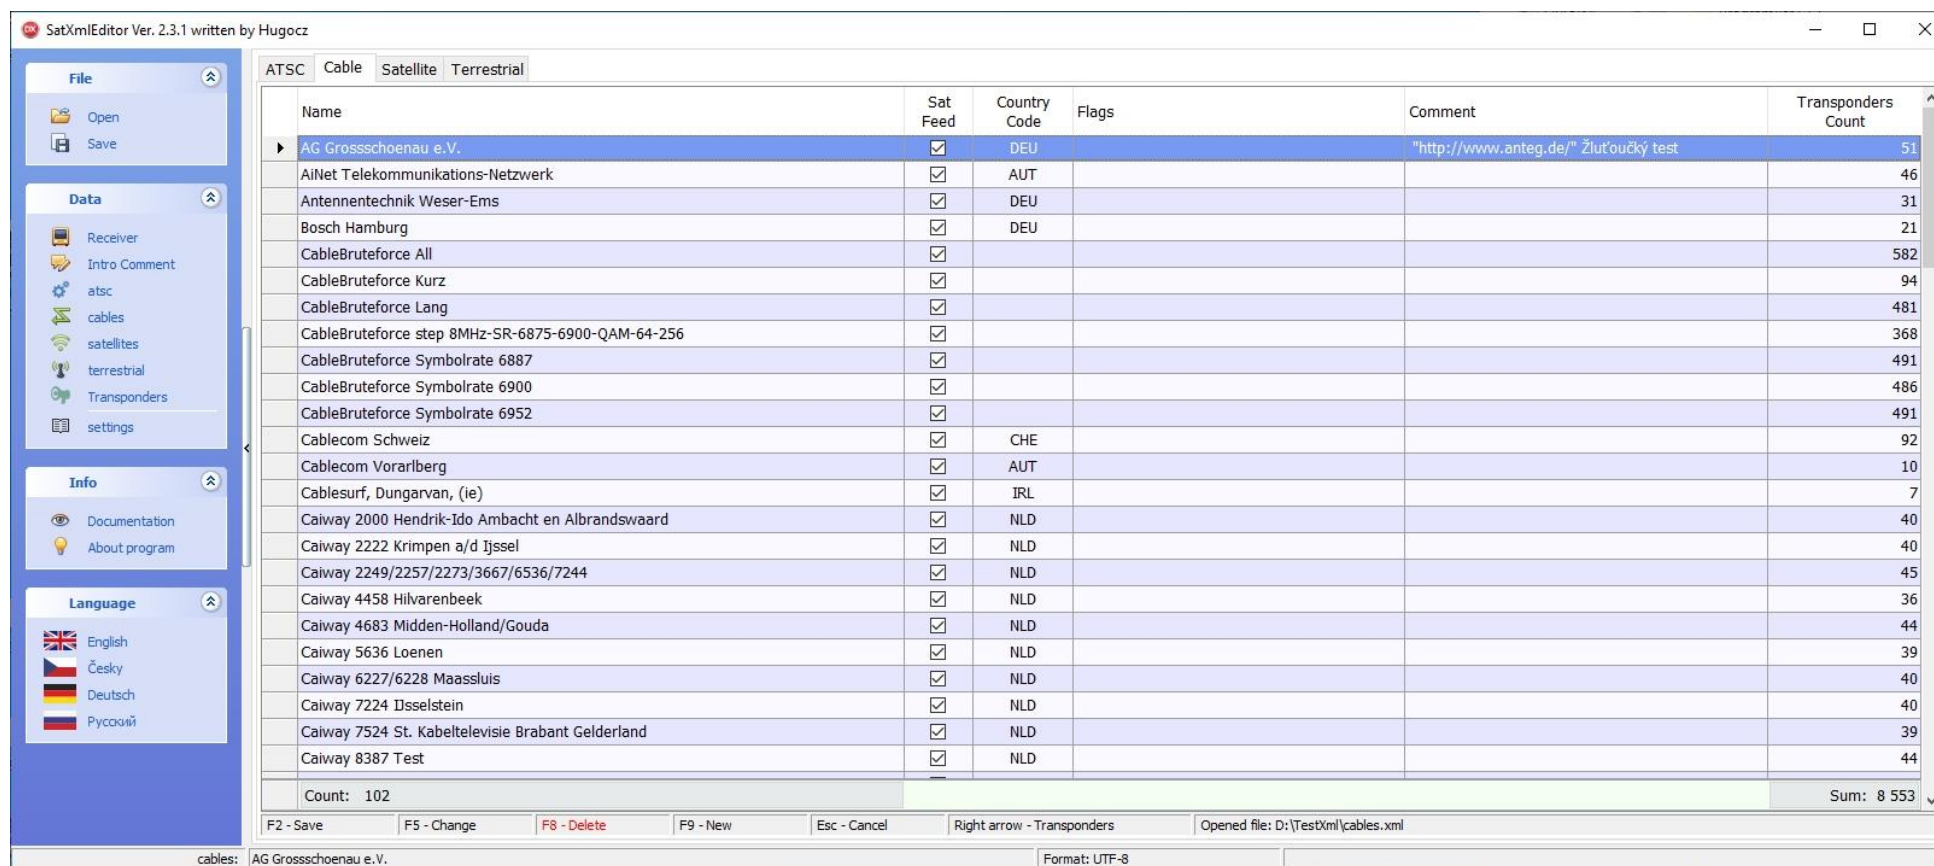 SatXmlEditor Ver. 2.3.1 written by Hugocz
File
Open
Save
Data
Receiver
Intro Comment
atsc
cables
satellites
terrestrial
Transponders
settings
Info
Documentation
About program
Language
English
Česky
Deutsch
Русский
ATSC Cable Satellite Terrestrial
Name Sat Feed Country Code Flags Comment Transponders Count
AG Grossschoenau e.V. DEU "http://www.anteg.de/" Žluťoučký test 51
AiNet Telekommunikations-Netzwerk AUT 46
Antennentechnik Weser-Ems DEU 31
Bosch Hamburg DEU 21
CableBruteforce All 582
CableBruteforce Kurz 94
CableBruteforce Lang 481
CableBruteforce step 8MHz-SR-6875-6900-QAM-64-256 368
CableBruteforce Symbolrate 6887 491
CableBruteforce Symbolrate 6900 486
CableBruteforce Symbolrate 6952 491
Cablecom Schweiz CHE 92
Cablecom Vorarlberg AUT 10
Cablesurf, Dungarvan, (ie) IRL 7
Caiway 2000 Hendrik-Ido Ambacht en Albrandswaard NLD 40
Caiway 2222 Krimpen a/d Ijssel NLD 40
Caiway 2249/2257/2273/3667/6536/7244 NLD 45
Caiway 4458 Hilvarenbeek NLD 36
Caiway 4683 Midden-Holland/Gouda NLD 44
Caiway 5636 Loenen NLD 39
Caiway 6227/6228 Maassluis NLD 40
Caiway 7224 IJsselstein NLD 40
Caiway 7524 St. Kabeltelevisie Brabant Gelderland NLD 39
Caiway 8387 Test NLD 44
Count: 102 Sum: 8 553
F2 - Save F5 - Change F8 - Delete F9 - New Esc - Cancel Right arrow - Transponders Opened file: D:\TestXml\cables.xml
cables: AG Grossschoenau e.V. Format: UTF-8